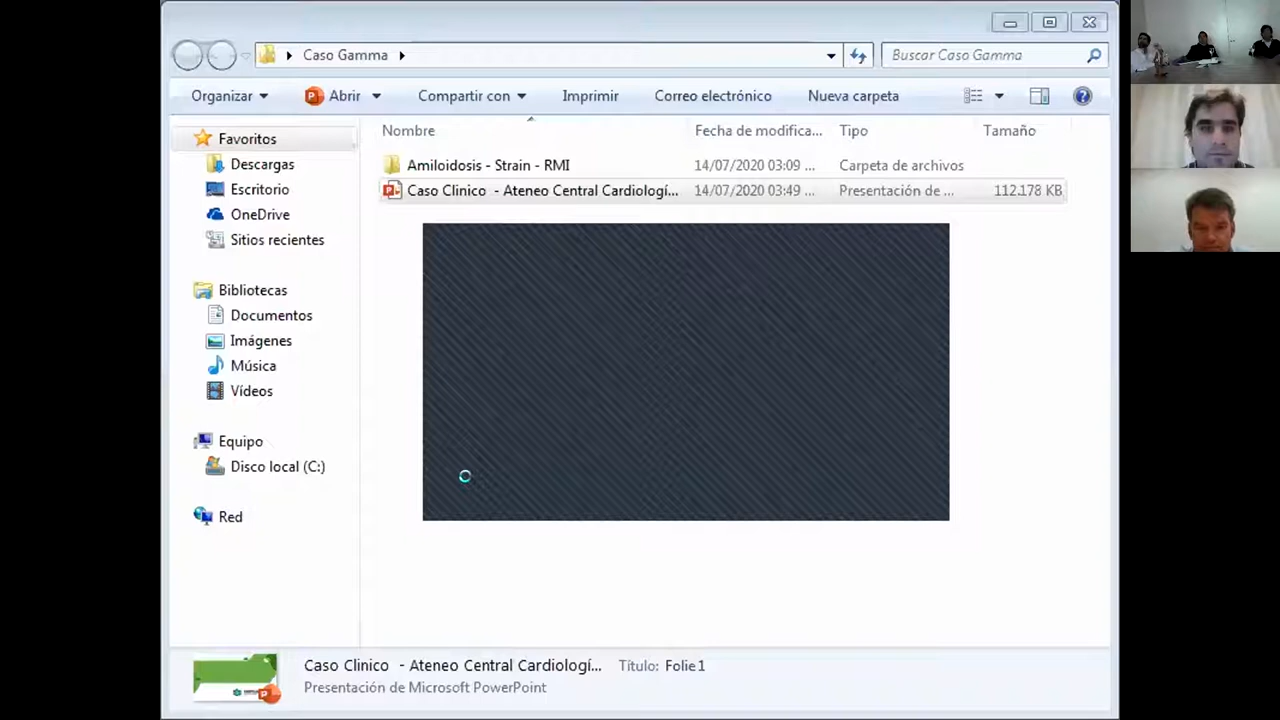 Caso Gamma
Buscar Caso Gamma
Organizar
Abrir
Compartir con
Imprimir
Correo electrónico
Nueva carpeta
Nombre
Fecha de modifica...
Tipo
Tamaño
Favoritos
Descargas
Escritorio
OneDrive
Sitios recientes
Bibliotecas
Documentos
Imágenes
Música
Vídeos
Equipo
Disco local (C:)
Red
Amiloidosis - Strain - RMI 14/07/2020 03:09 ... Carpeta de archivos
Caso Clinico - Ateneo Central Cardiologí... 14/07/2020 03:49 ... Presentación de ... 112.178 KB
Caso Clinico - Ateneo Central Cardiologí... Título: Folie1
Presentación de Microsoft PowerPoint